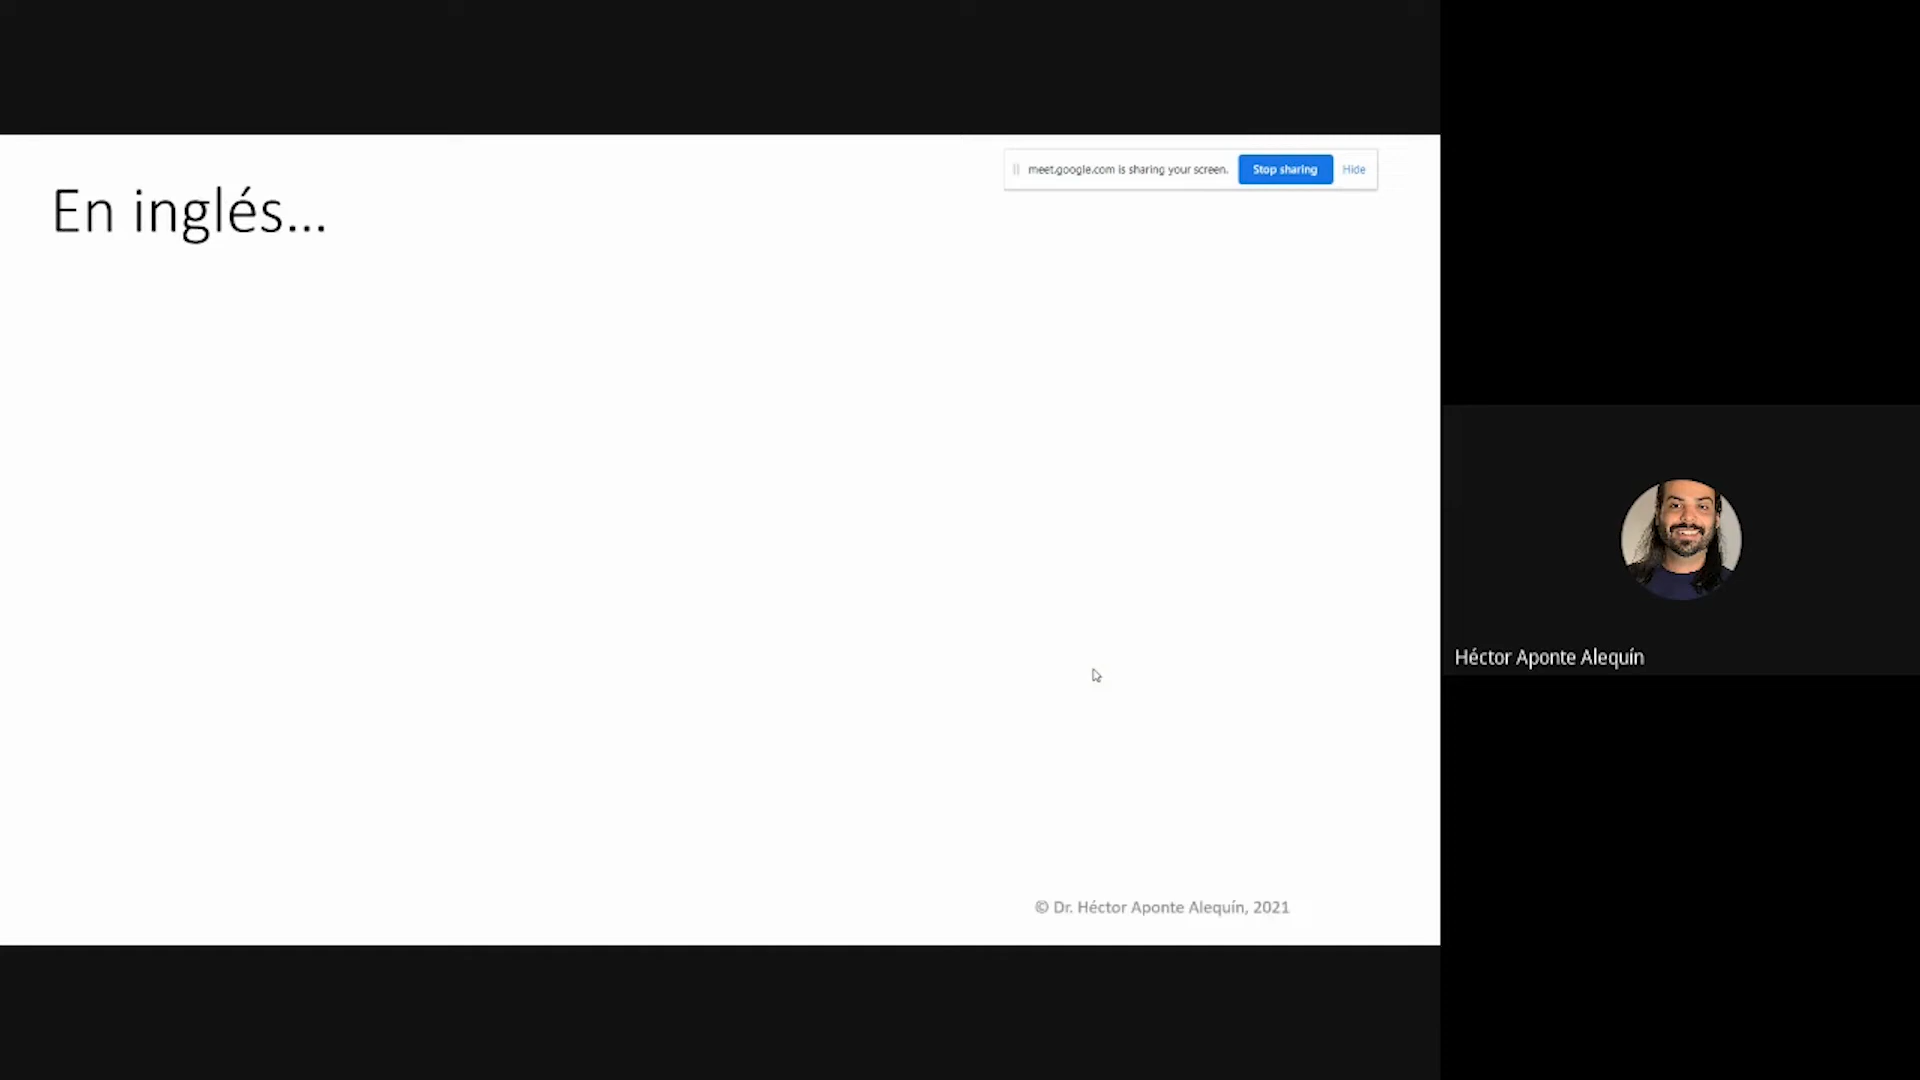 meet.google.com is sharing your screen. Stop sharing Hide
En inglés...
Héctor Aponte Alequín
© Dr. Héctor Aponte Alequín, 2021